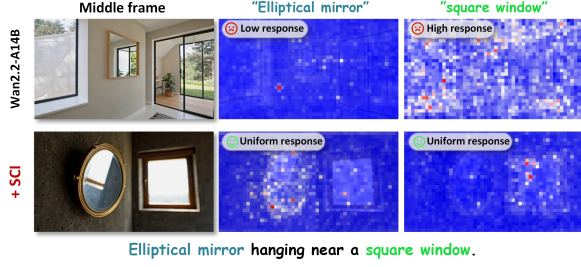 Middle frame
"Elliptical mirror"
"square window"
Wan2.2-A14B
Low response
High response
+ SCI
Uniform response
Uniform response
Elliptical mirror hanging near a square window.